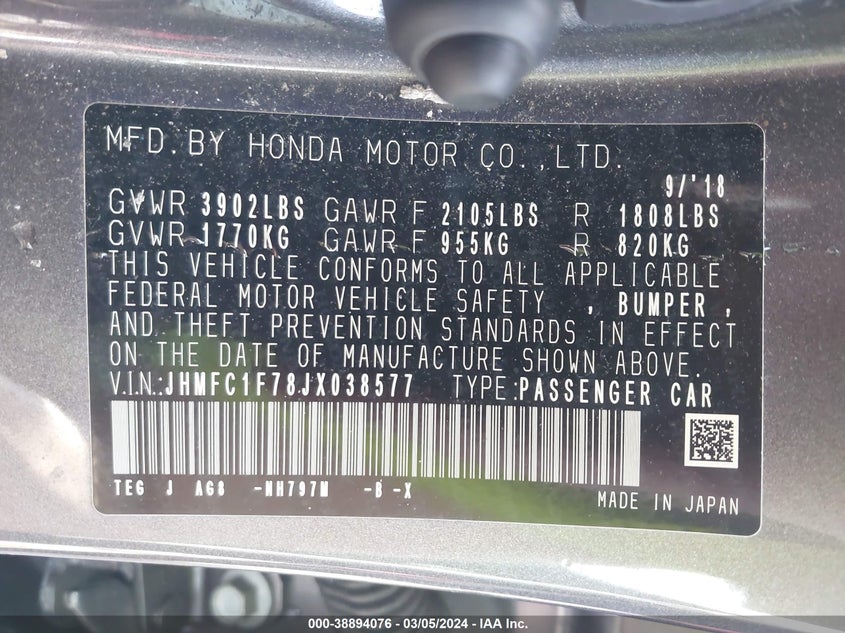 MFD. BY HONDA MOTOR CO.,LTD.
9/'18
GVWR 3902LBS GAWR F 2105LBS R 1808LBS
GVWR 1770KG GAWR F 955KG R 820KG
THIS VEHICLE CONFORMS TO ALL APPLICABLE
FEDERAL MOTOR VEHICLE SAFETY , BUMPER ,
AND THEFT PREVENTION STANDARDS IN EFFECT
ON THE DATE OF MANUFACTURE SHOWN ABOVE.
V.I.N.:JHMFC1F78JX038577 TYPE:PASSENGER CAR
TEG J AG8 -NH797M -B -X
MADE IN JAPAN
000-38894076 / 03/05/2024 - IAA Inc.